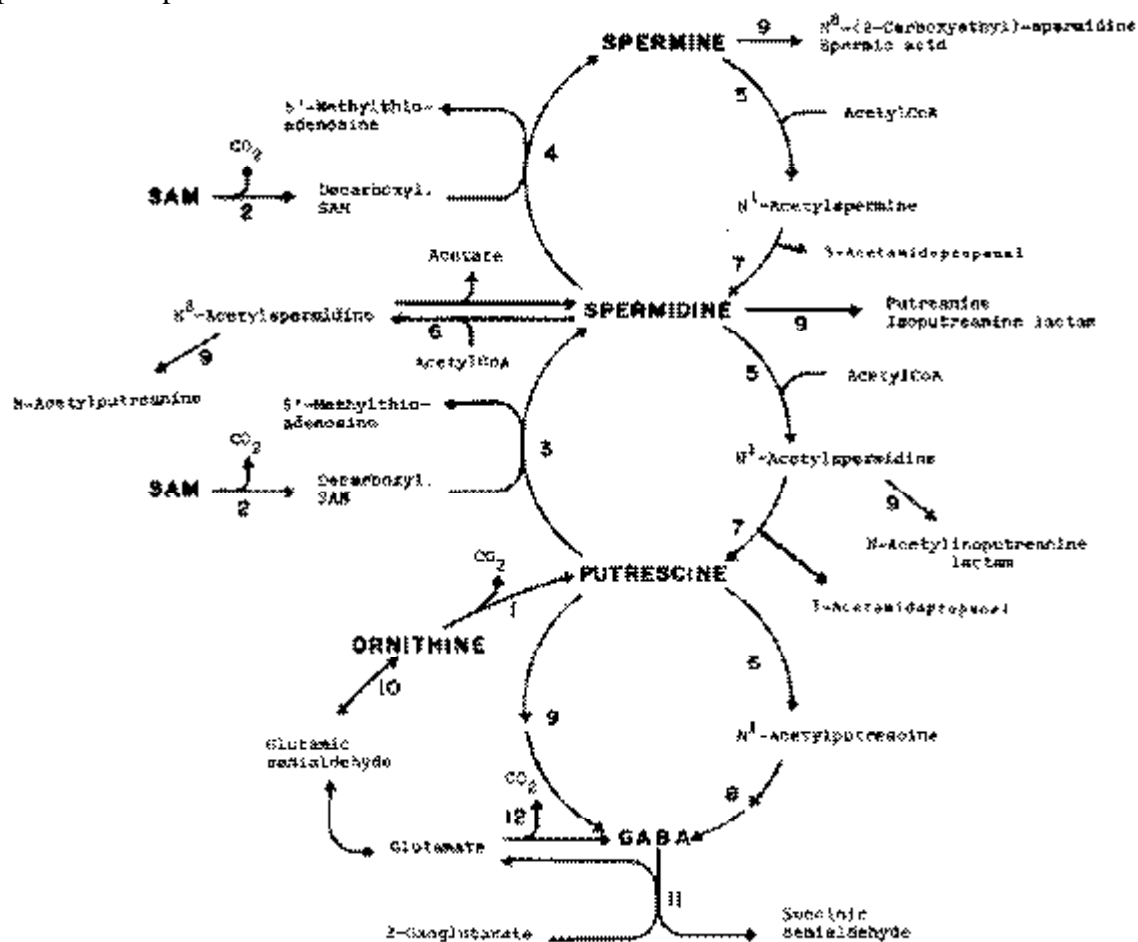 SPERMINE
9
N8-(2-Carboxyethyl)-spermidine
Spermic acid
5'-Methylthio-
adenosine
5
AcetylCoA
CO2
4
SAM
2
Decarboxyl.
SAM
N1-Acetylspermine
Acetate
7
3-Acetamidopropanal
N8-Acetylspermidine
6
SPERMIDINE
9
Putreanine
Isoputreanine lactam
9
AcetylCoA
5
AcetylCoA
N-Acetylputreanine
5'-Methylthio-
adenosine
CO2
3
N1-Acetylspermidine
SAM
2
Decarboxyl.
SAM
9
7
N-Acetylisoputreanine
lactam
CO2
PUTRESCINE
1
3-Acetamidopropanal
ORNITHINE
6
10
9
N1-Acetylputrescine
Glutamic
semialdehyde
CO2
8
12
Glutamate
GABA
11
2-Oxoglutarate
Succinic
semialdehyde